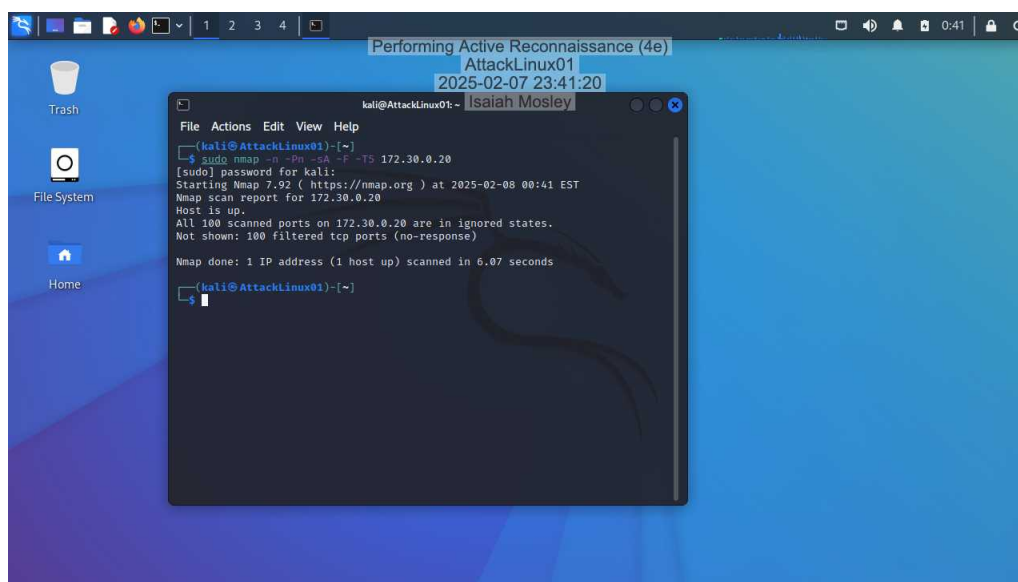 1 2 3 4
0:41
Performing Active Reconnaissance (4e)
AttackLinux01
2025-02-07 23:41:20
Isaiah Mosley
Trash
File System
Home
kali@AttackLinux01: ~
File Actions Edit View Help
┌──(kali㉿AttackLinux01)-[~]
└─$ sudo nmap -n -Pn -sA -F -T5 172.30.0.20
[sudo] password for kali:
Starting Nmap 7.92 ( https://nmap.org ) at 2025-02-08 00:41 EST
Nmap scan report for 172.30.0.20
Host is up.
All 100 scanned ports on 172.30.0.20 are in ignored states.
Not shown: 100 filtered tcp ports (no-response)
Nmap done: 1 IP address (1 host up) scanned in 6.07 seconds
┌──(kali㉿AttackLinux01)-[~]
└─$